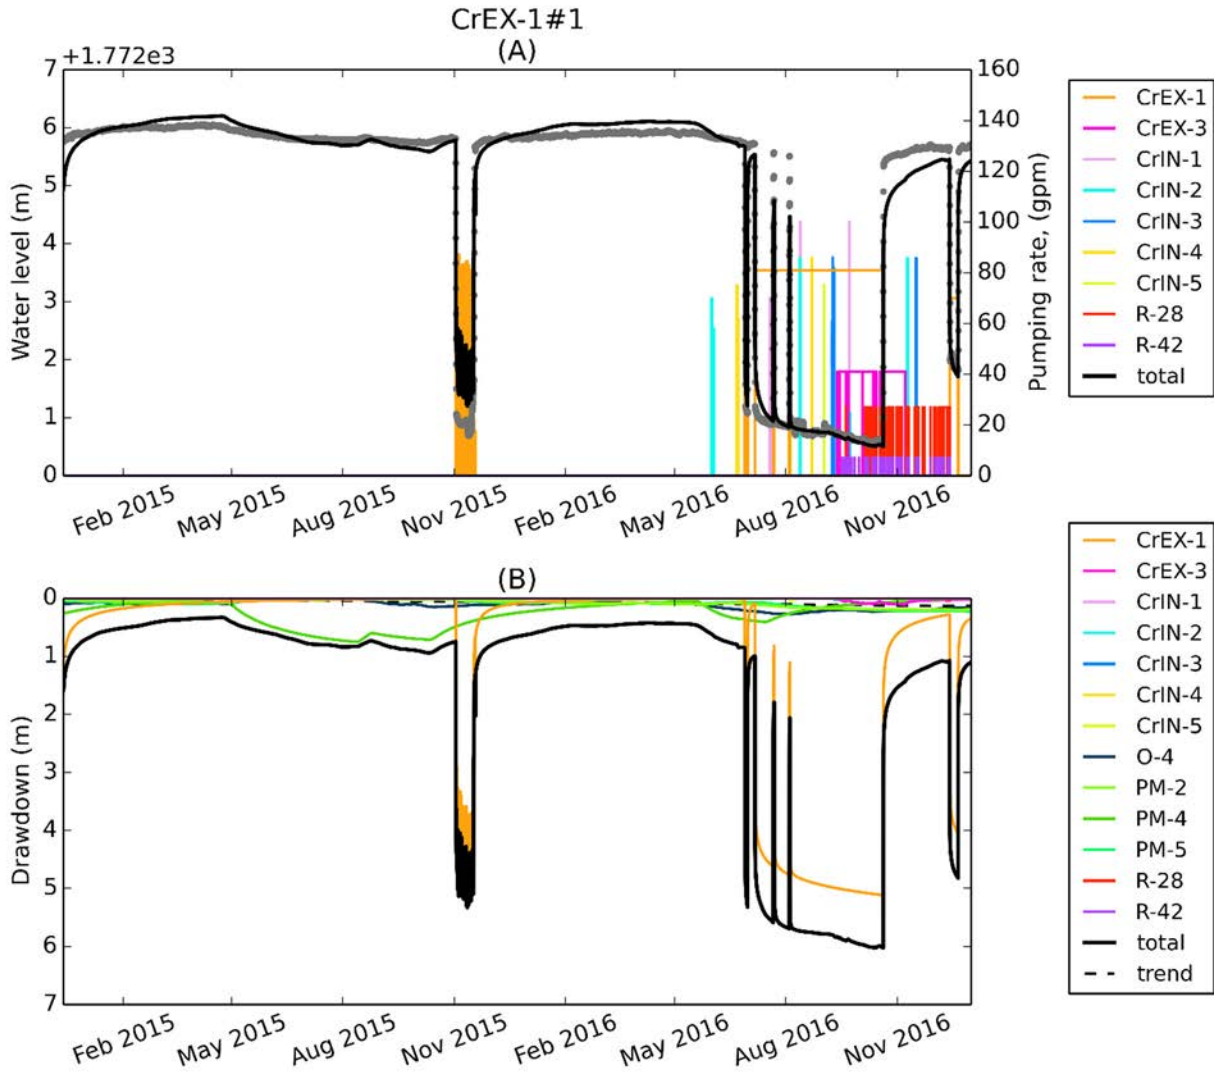 CrEX-1#1
(A)
+1.772e3
7
6
5
4
3
2
1
0
Water level (m)
160
140
120
100
80
60
40
20
0
Pumping rate, (gpm)
Feb 2015
May 2015
Aug 2015
Nov 2015
Feb 2016
May 2016
Aug 2016
Nov 2016
CrEX-1
CrEX-3
CrIN-1
CrIN-2
CrIN-3
CrIN-4
CrIN-5
R-28
R-42
total
(B)
0
1
2
3
4
5
6
7
Drawdown (m)
Feb 2015
May 2015
Aug 2015
Nov 2015
Feb 2016
May 2016
Aug 2016
Nov 2016
CrEX-1
CrEX-3
CrIN-1
CrIN-2
CrIN-3
CrIN-4
CrIN-5
O-4
PM-2
PM-4
PM-5
R-28
R-42
total
trend